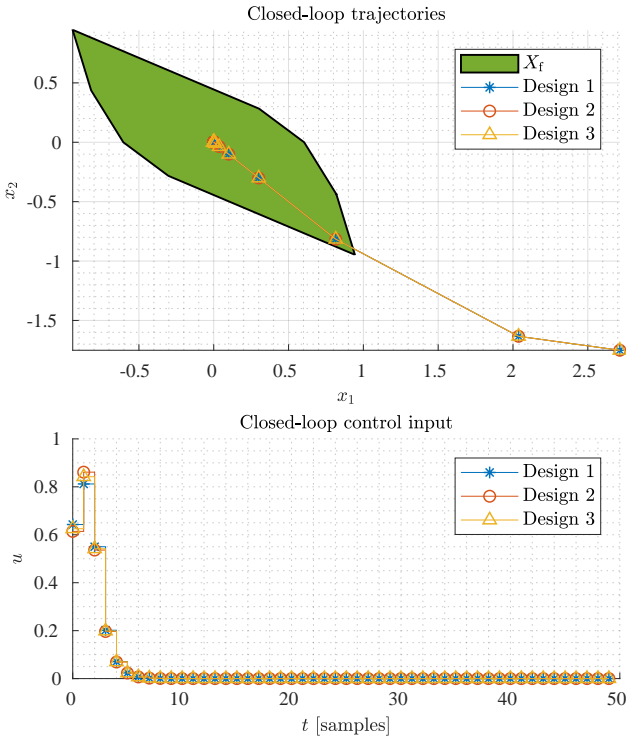 Closed-loop trajectories
X_f
Design 1
Design 2
Design 3
0.5
0
-0.5
-1
-1.5
x_2
-0.5 0 0.5 1 1.5 2 2.5
x_1
Closed-loop control input
Design 1
Design 2
Design 3
1
0.8
0.6
0.4
0.2
0
u
0 10 20 30 40 50
t [samples]